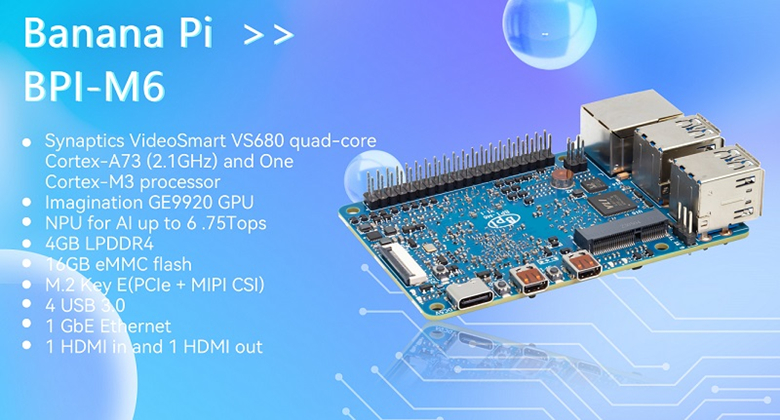 Banana Pi >>
BPI-M6
Synaptics VideoSmart VS680 quad-core
Cortex-A73 (2.1GHz) and One
Cortex-M3 processor
Imagination GE9920 GPU
NPU for AI up to 6 .75Tops
4GB LPDDR4
16GB eMMC flash
M.2 Key E(PCIe + MIPI CSI)
4 USB 3.0
1 GbE Ethernet
1 HDMI in and 1 HDMI out